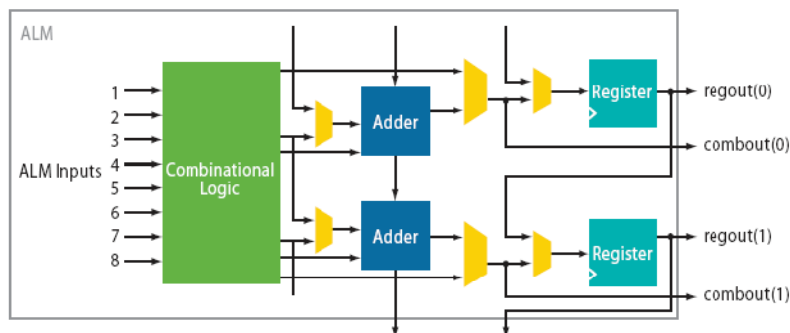 ALM
ALM Inputs
1
2
3
4
5
6
7
8
Combinational
Logic
Adder
Adder
Register
Register
regout(0)
combout(0)
regout(1)
combout(1)